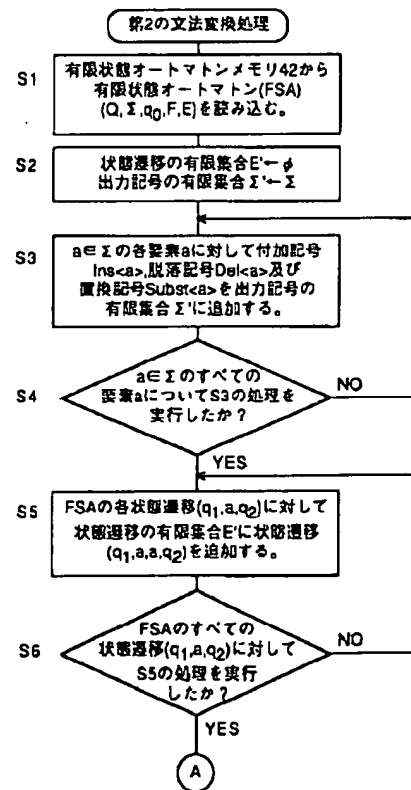 第2の文法変換処理
S1
有限状態オートマトンメモリ42から
有限状態オートマトン(FSA)
(Q,Σ,q0,F,E)を読み込む。
S2
状態遷移の有限集合E'←φ
出力記号の有限集合Σ'←Σ
S3
a∈Σの各要素aに対して付加記号
Ins<a>,脱落記号Del<a>及び
置換記号Subst<a>を出力記号の
有限集合Σ'に追加する。
S4
a∈Σのすべての
要素aについてS3の処理を
実行したか?
NO
YES
S5
FSAの各状態遷移(q1,a,q2)に対して
状態遷移の有限集合E'に状態遷移
(q1,a,a,q2)を追加する。
S6
FSAのすべての
状態遷移(q1,a,q2)に対して
S5の処理を実行
したか?
NO
YES
A